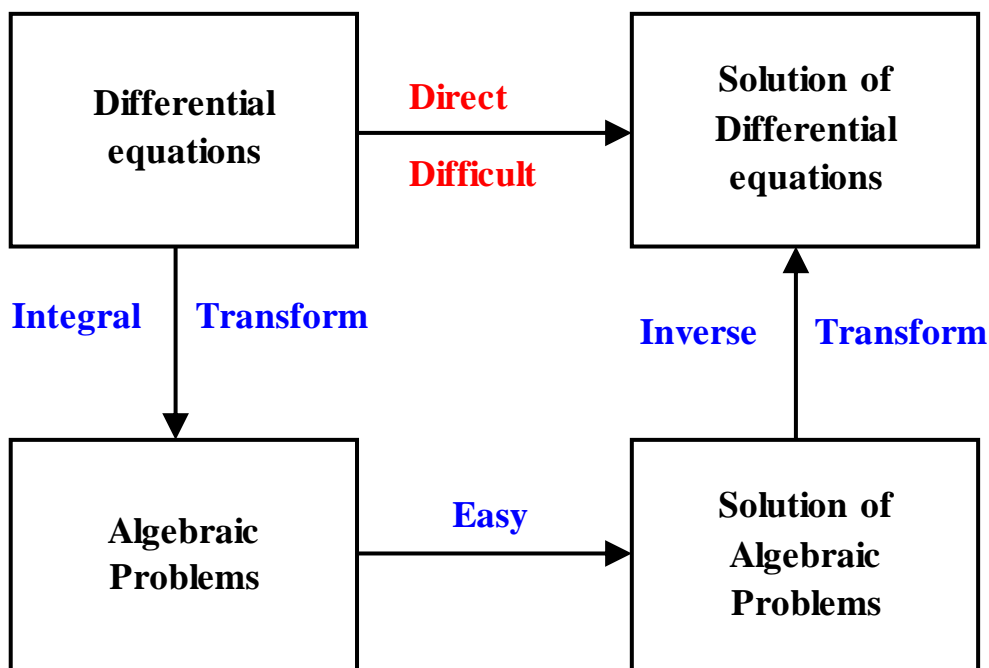 Differential
equations
Direct
Difficult
Solution of
Differential
equations
Integral Transform
Inverse Transform
Algebraic
Problems
Easy
Solution of
Algebraic
Problems